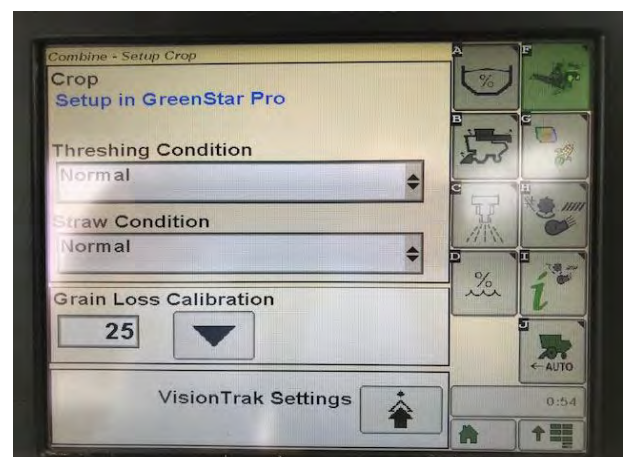 Combine - Setup Crop
Crop
Setup in GreenStar Pro
Threshing Condition
Normal
Straw Condition
Normal
Grain Loss Calibration
25
VisionTrak Settings
A
%
F
B
G
C
H
D
%
I
i
J
AUTO
0:54